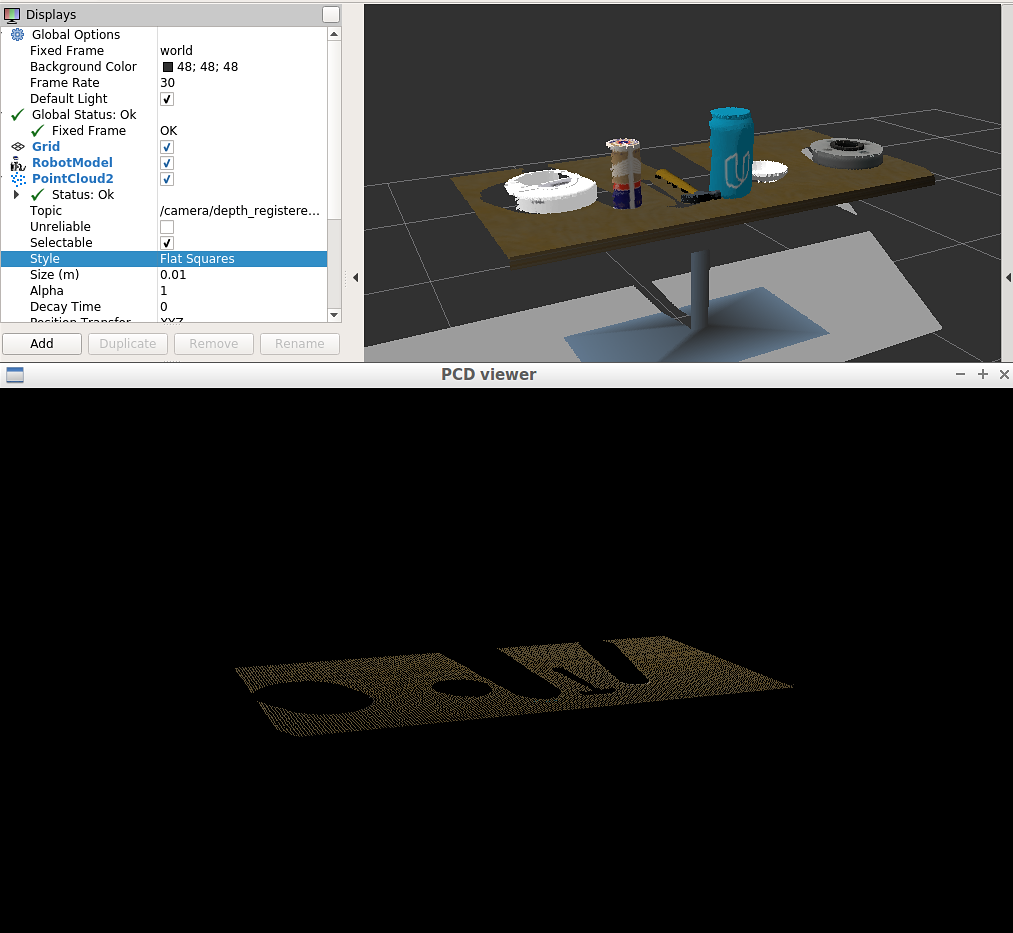 Displays
Global Options
Fixed Frame world
Background Color 48; 48; 48
Frame Rate 30
Default Light
Global Status: Ok
Fixed Frame OK
Grid
RobotModel
PointCloud2
Status: Ok
Topic /camera/depth_registere...
Unreliable
Selectable
Style Flat Squares
Size (m) 0.01
Alpha 1
Decay Time 0
Position Transfor XYZ
Add Duplicate Remove Rename
PCD viewer